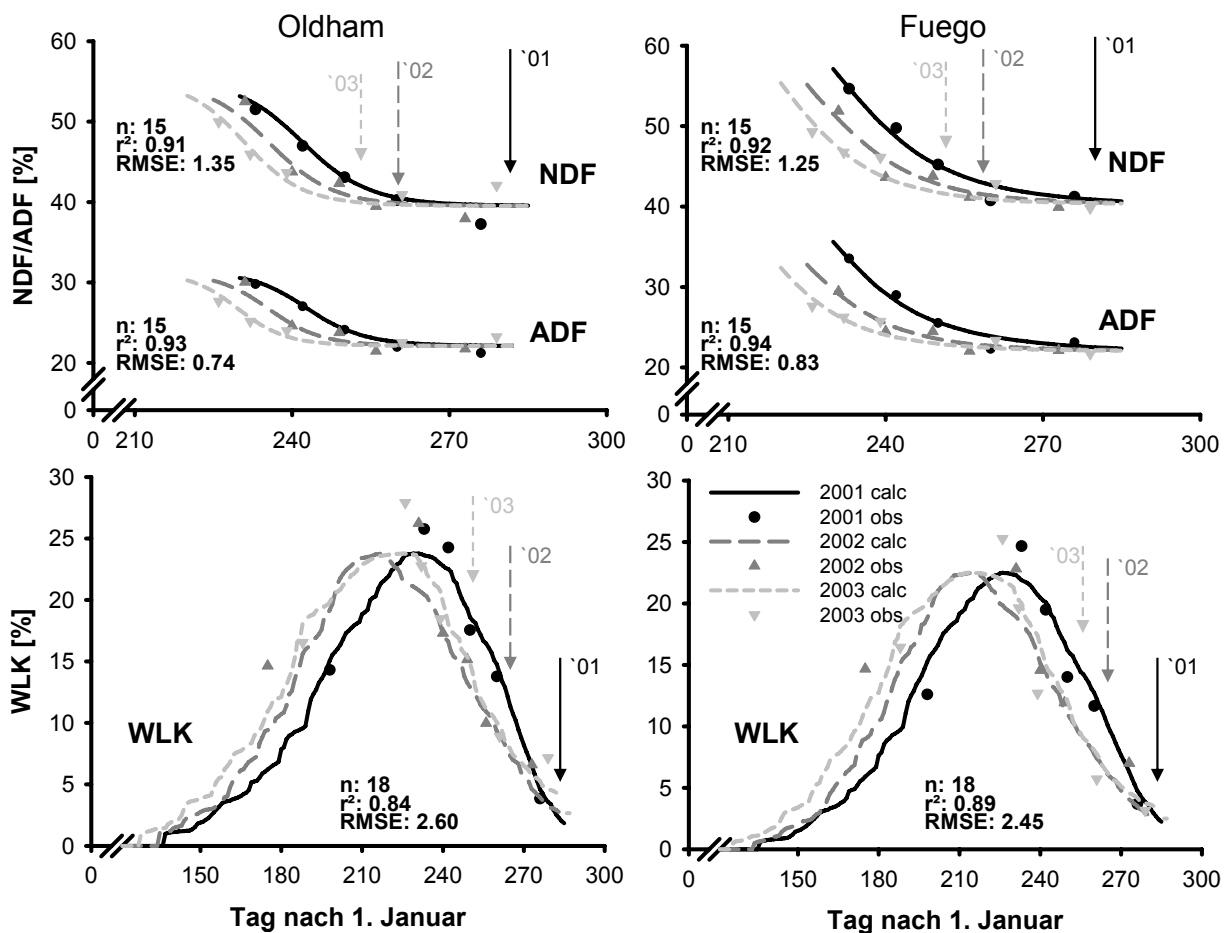 Oldham
Fuego
NDF/ADF [%]
60
50
40
30
20
0
0 210 240 270 300
`03
`02
`01
n: 15
r²: 0.91
RMSE: 1.35
NDF
n: 15
r²: 0.93
RMSE: 0.74
ADF
60
50
40
30
20
0
0 210 240 270 300
`03
`02
`01
n: 15
r²: 0.92
RMSE: 1.25
NDF
n: 15
r²: 0.94
RMSE: 0.83
ADF
WLK [%]
30
25
20
15
10
5
0
0 150 180 210 240 270 300
`03
`02
`01
WLK
n: 18
r²: 0.84
RMSE: 2.60
Tag nach 1. Januar
30
25
20
15
10
5
0
0 150 180 210 240 270 300
2001 calc
2001 obs
2002 calc
2002 obs
2003 calc
2003 obs
`03
`02
`01
WLK
n: 18
r²: 0.89
RMSE: 2.45
Tag nach 1. Januar